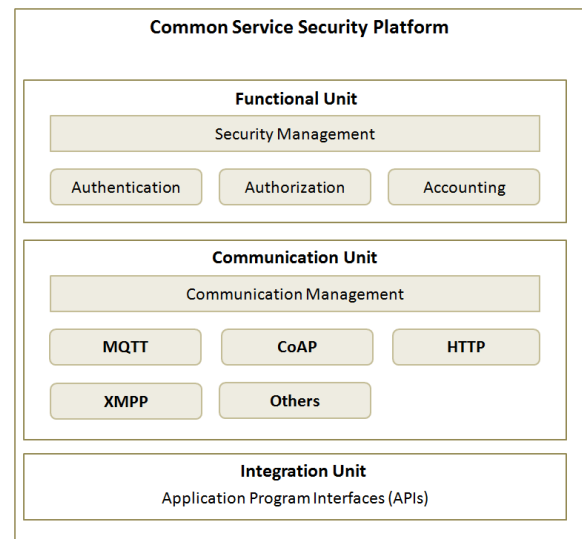 Common Service Security Platform
Functional Unit
Security Management
Authentication
Authorization
Accounting
Communication Unit
Communication Management
MQTT
CoAP
HTTP
XMPP
Others
Integration Unit
Application Program Interfaces (APIs)